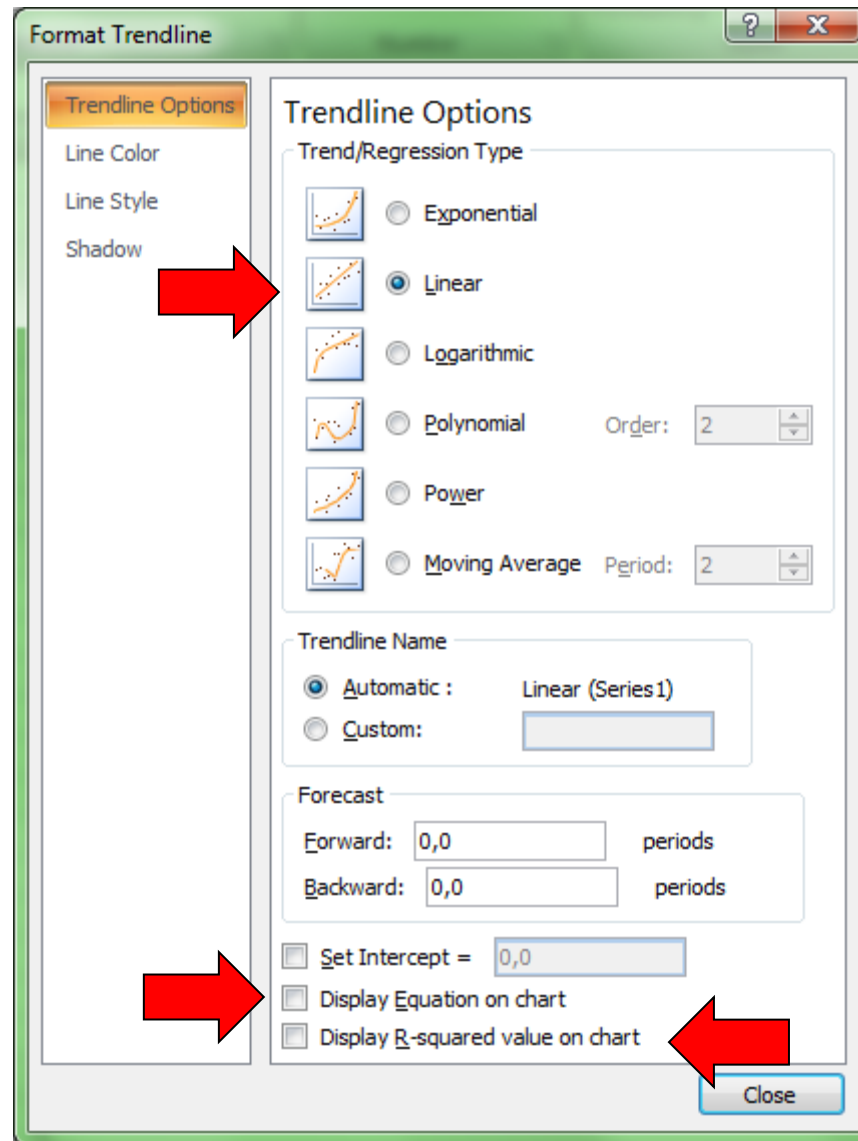 Format Trendline
?
X
Trendline Options
Line Color
Line Style
Shadow
Trendline Options
Trend/Regression Type
Exponential
Linear
Logarithmic
Polynomial Order: 2
Power
Moving Average Period: 2
Trendline Name
Automatic : Linear (Series1)
Custom:
Forecast
Forward: 0,0 periods
Backward: 0,0 periods
Set Intercept = 0,0
Display Equation on chart
Display R-squared value on chart
Close